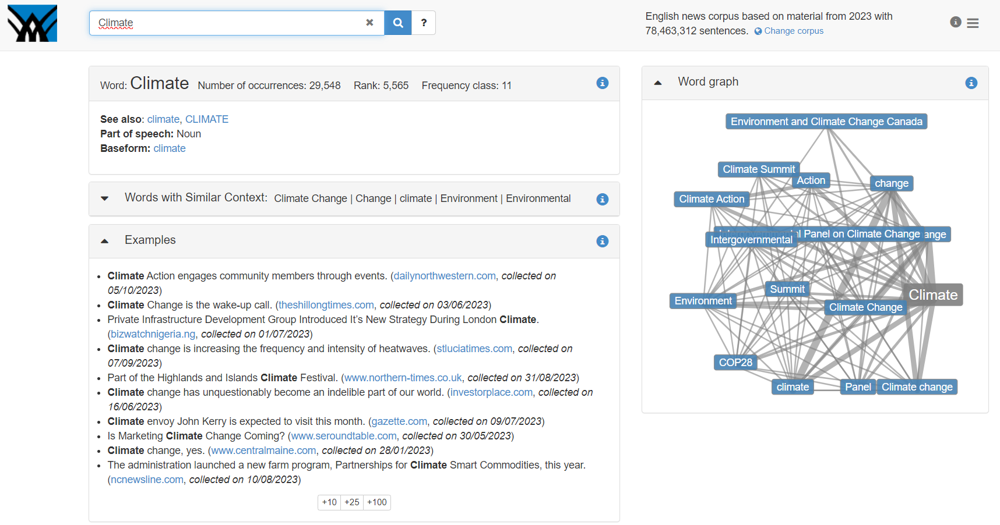 Climate
?
English news corpus based on material from 2023 with
78,463,312 sentences. Change corpus
Word: Climate Number of occurrences: 29,548 Rank: 5,565 Frequency class: 11
See also: climate, CLIMATE
Part of speech: Noun
Baseform: climate
Words with Similar Context: Climate Change | Change | climate | Environment | Environmental
Examples
Climate Action engages community members through events. (dailynorthwestern.com, collected on
05/10/2023)
Climate Change is the wake-up call. (theshillongtimes.com, collected on 03/06/2023)
Private Infrastructure Development Group Introduced It's New Strategy During London Climate.
(bizwatchnigeria.ng, collected on 01/07/2023)
Climate change is increasing the frequency and intensity of heatwaves. (stluciatimes.com, collected on
07/09/2023)
Part of the Highlands and Islands Climate Festival. (www.northern-times.co.uk, collected on 31/08/2023)
Climate change has unquestionably become an indelible part of our world. (investorplace.com, collected on
16/06/2023)
Climate envoy John Kerry is expected to visit this month. (gazette.com, collected on 09/07/2023)
Is Marketing Climate Change Coming? (www.seroundtable.com, collected on 30/05/2023)
Climate change, yes. (www.centralmaine.com, collected on 28/01/2023)
The administration launched a new farm program, Partnerships for Climate Smart Commodities, this year.
(ncnewsline.com, collected on 10/08/2023)
+10 +25 +100
Word graph
Environment and Climate Change Canada
Climate Summit
Action
change
Climate Action
Panel on Climate Change
Intergovernmental
Summit
Climate
Environment
Climate Change
COP28
climate
Panel
Climate change